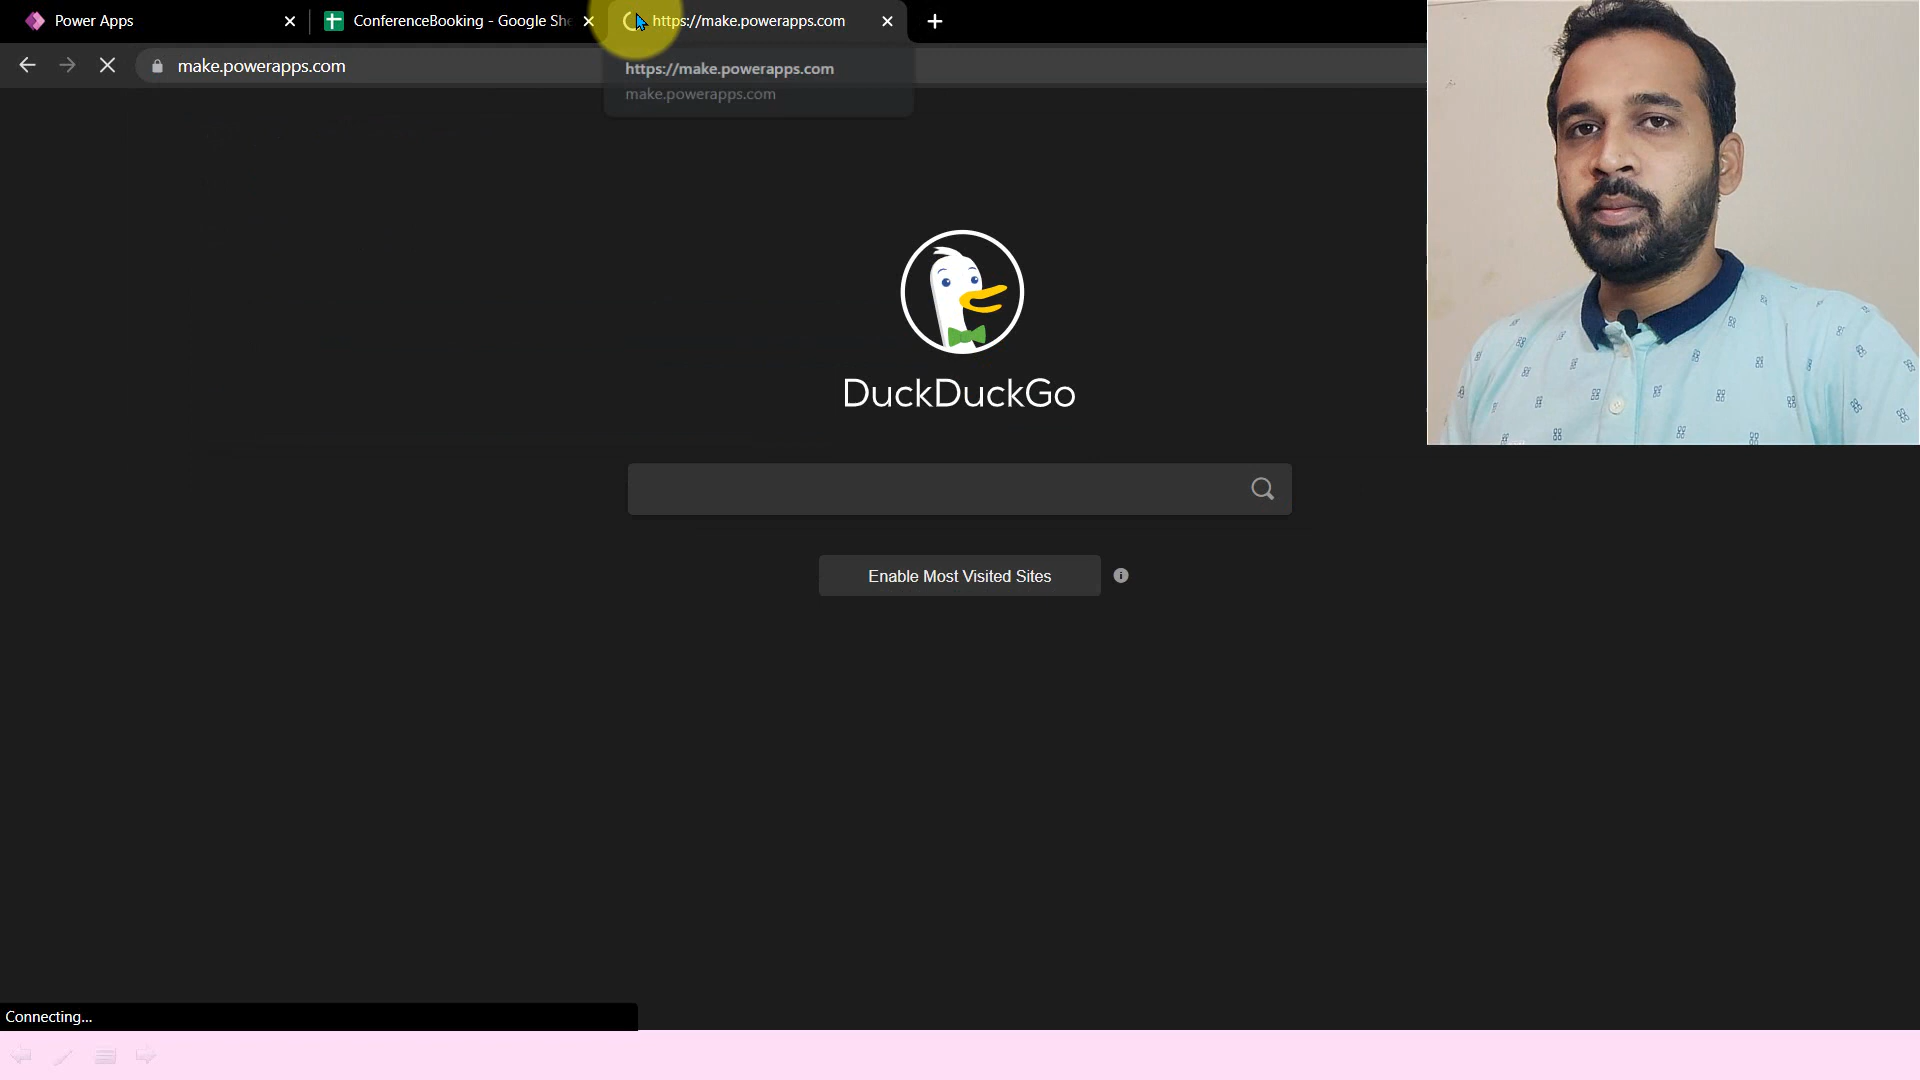 Power Apps
ConferenceBooking - Google She
https://make.powerapps.com
make.powerapps.com
https://make.powerapps.com
make.powerapps.com
DuckDuckGo
Enable Most Visited Sites
Connecting...